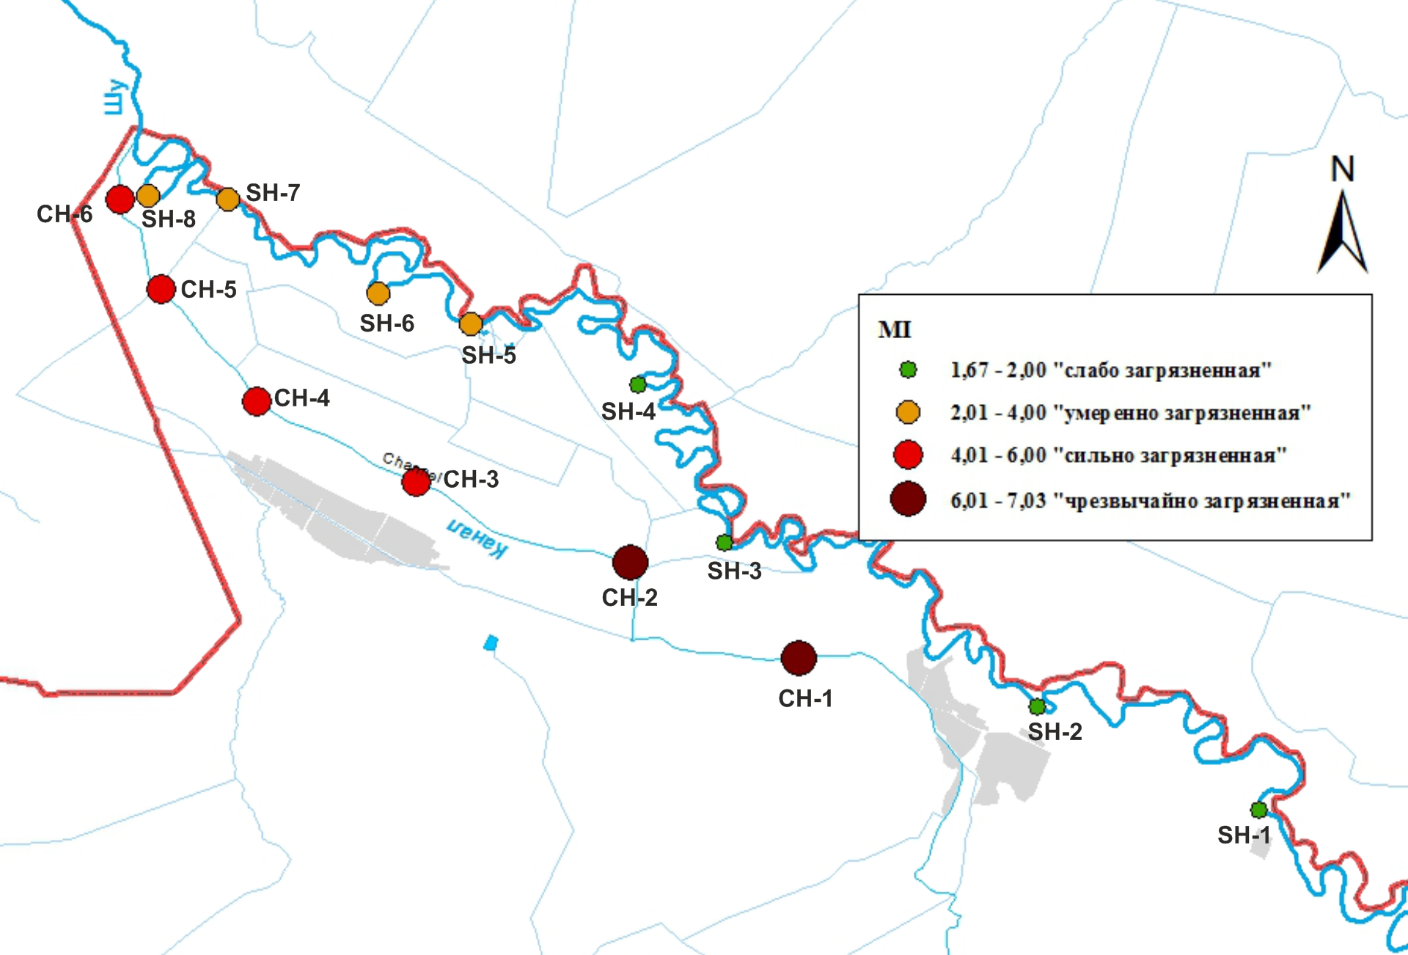 Шу
N
SH-7
CH-6
SH-8
CH-5
SH-6
SH-5
MI
1,67 - 2,00 "слабо загрязненная"
2,01 - 4,00 "умеренно загрязненная"
4,01 - 6,00 "сильно загрязненная"
6,01 - 7,03 "чрезвычайно загрязненная"
CH-4
SH-4
CH-3
Канал
SH-3
CH-2
CH-1
SH-2
SH-1